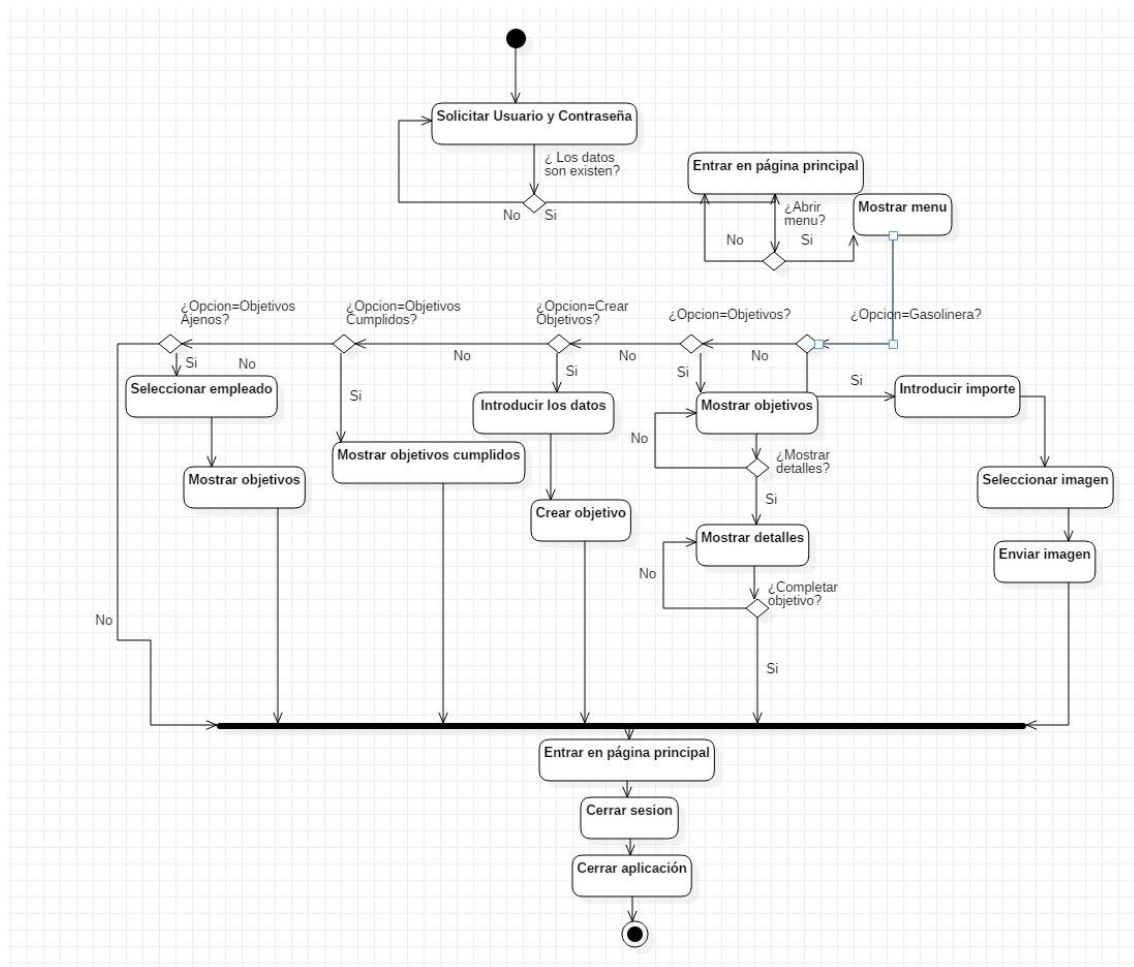 Solicitar Usuario y Contraseña
¿ Los datos
son existen?
No
Si
Entrar en página principal
¿Abrir
menu?
Mostrar menu
No
Si
¿Opcion=Objetivos
Ajenos?
¿Opcion=Objetivos
Cumplidos?
¿Opcion=Crear
Objetivos?
¿Opcion=Objetivos?
¿Opcion=Gasolinera?
No
No
No
No
Si
Si
Si
Si
Si
Seleccionar empleado
Introducir los datos
Mostrar objetivos
Introducir importe
No
¿Mostrar
detalles?
Mostrar objetivos cumplidos
Mostrar objetivos
Seleccionar imagen
Si
Crear objetivo
Mostrar detalles
Enviar imagen
No
¿Completar
objetivo?
No
Si
Entrar en página principal
Cerrar sesion
Cerrar aplicación